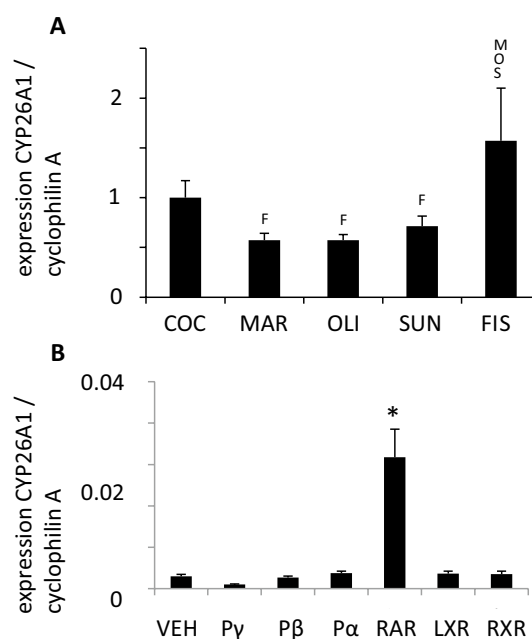 A
expression CYP26A1 /
cyclophilin A
2
1
0
F
F
F
M
O
S
COC MAR OLI SUN FIS
B
expression CYP26A1 /
cyclophilin A
0.04
0.02
0
*
VEH Pγ Pβ Pα RAR LXR RXR